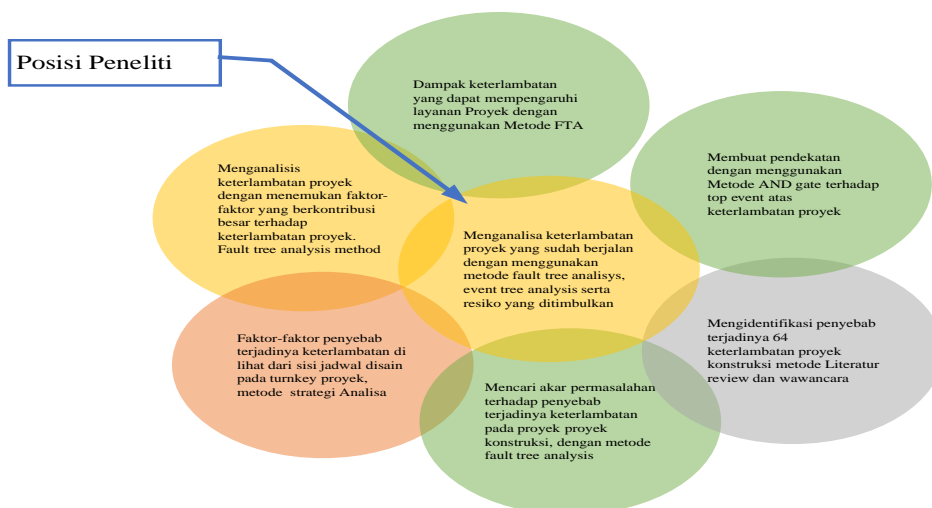 Posisi Peneliti
Dampak keterlambatan
yang dapat mempengaruhi
layanan Proyek dengan
menggunakan Metode FTA
Membuat pendekatan
dengan menggunakan
Metode AND gate terhadap
top event atas
keterlambatan proyek
Menganalisis
keterlambatan proyek
dengan menemukan faktor-
faktor yang berkontribusi
besar terhadap
keterlambatan proyek.
Fault tree analysis method
Menganalisa keterlambatan
proyek yang sudah berjalan
dengan menggunakan
metode fault tree analisys,
event tree analysis serta
resiko yang ditimbulkan
Mengidentifikasi penyebab
terjadinya 64
keterlambatan proyek
konstruksi metode Literatur
review dan wawancara
Faktor-faktor penyebab
terjadinya keterlambatan di
lihat dari sisi jadwal disain
pada turnkey proyek,
metode strategi Analisa
Mencari akar permasalahan
terhadap penyebab
terjadinya keterlambatan
pada proyek proyek
konstruksi, dengan metode
fault tree analysis